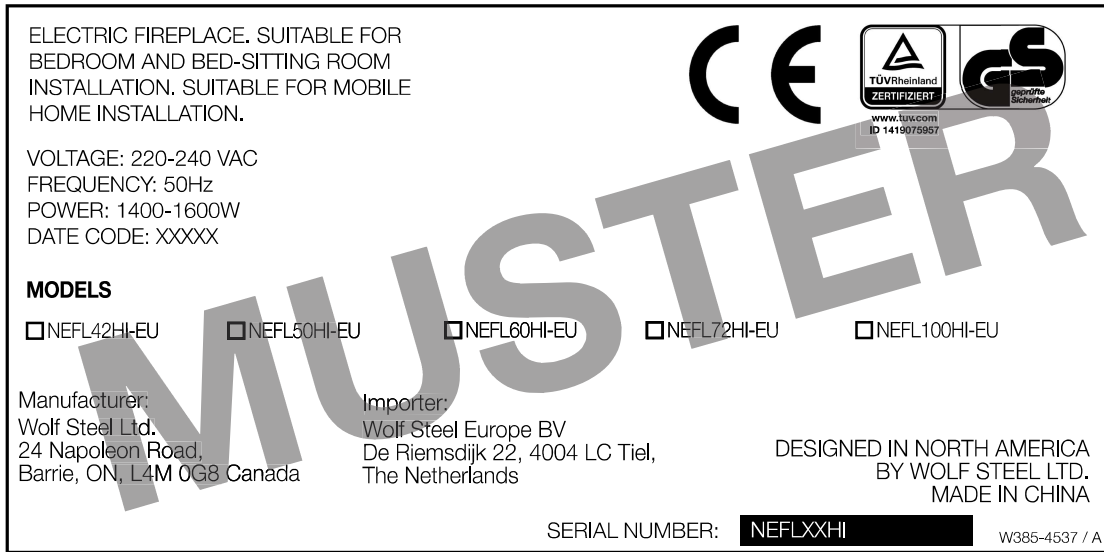 ELECTRIC FIREPLACE. SUITABLE FOR
BEDROOM AND BED-SITTING ROOM
INSTALLATION. SUITABLE FOR MOBILE
HOME INSTALLATION.
CE
TÜVRheinland
ZERTIFIZIERT
www.tuv.com
ID 1419075957
GS
geprüfte
Sicherheit
VOLTAGE: 220-240 VAC
FREQUENCY: 50Hz
POWER: 1400-1600W
DATE CODE: XXXXX
MUSTER
MODELS
NEFL42HI-EU NEFL50HI-EU NEFL60HI-EU NEFL72HI-EU NEFL100HI-EU
Manufacturer:
Wolf Steel Ltd.
24 Napoleon Road,
Barrie, ON, L4M 0G8 Canada
Importer:
Wolf Steel Europe BV
De Riemsdijk 22, 4004 LC Tiel,
The Netherlands
DESIGNED IN NORTH AMERICA
BY WOLF STEEL LTD.
MADE IN CHINA
SERIAL NUMBER: NEFLXXHI
W385-4537 / A